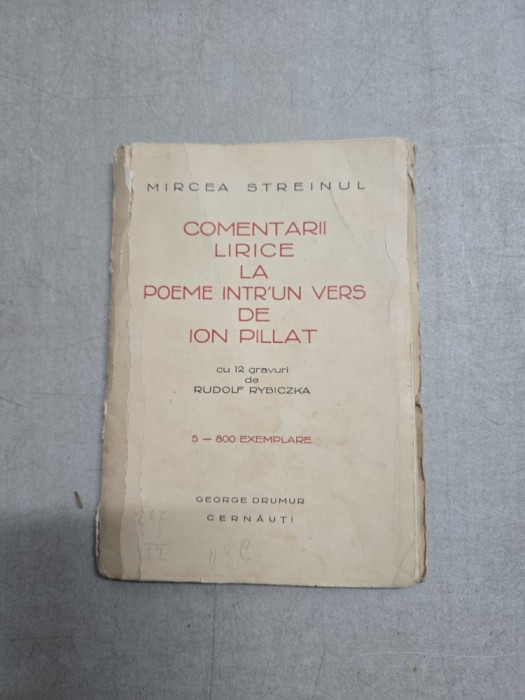 MIRCEA STREINUL
COMENTARII
LIRICE
LA
POEME INTR'UN VERS
DE
ION PILLAT
cu 12 gravuri
de
RUDOLF RYBICZKA
5 — 800 EXEMPLARE
GEORGE DRUMUR
CERNĂUȚI